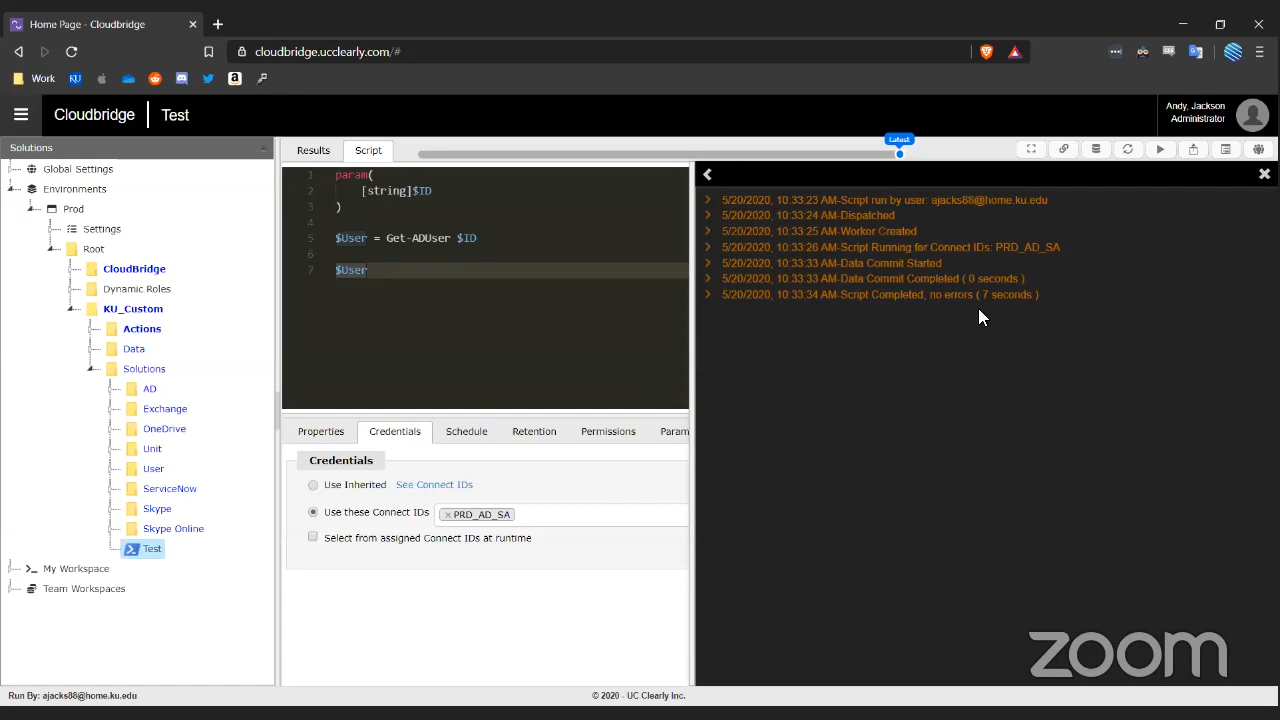 Home Page - Cloudbridge
cloudbridge.ucclearly.com/#
Work
KU
Cloudbridge
Test
Andy, Jackson
Administrator
Solutions
Global Settings
Environments
Prod
Settings
Root
CloudBridge
Dynamic Roles
KU_Custom
Actions
Data
Solutions
AD
Exchange
OneDrive
Unit
User
ServiceNow
Skype
Skype Online
Test
My Workspace
Team Workspaces
Results
Script
Latest
1 param(
2 [string]$ID
3 )
4
5 $User = Get-ADUser $ID
6
7 $User
5/20/2020, 10:33:23 AM-Script run by user: ajacks88@home.ku.edu
5/20/2020, 10:33:24 AM-Dispatched
5/20/2020, 10:33:25 AM-Worker Created
5/20/2020, 10:33:26 AM-Script Running for Connect IDs: PRD_AD_SA
5/20/2020, 10:33:33 AM-Data Commit Started
5/20/2020, 10:33:33 AM-Data Commit Completed ( 0 seconds )
5/20/2020, 10:33:34 AM-Script Completed, no errors ( 7 seconds )
Properties
Credentials
Schedule
Retention
Permissions
Param
Credentials
Use Inherited See Connect IDs
Use these Connect IDs × PRD_AD_SA
Select from assigned Connect IDs at runtime
zoom
Run By: ajacks88@home.ku.edu
© 2020 - UC Clearly Inc.